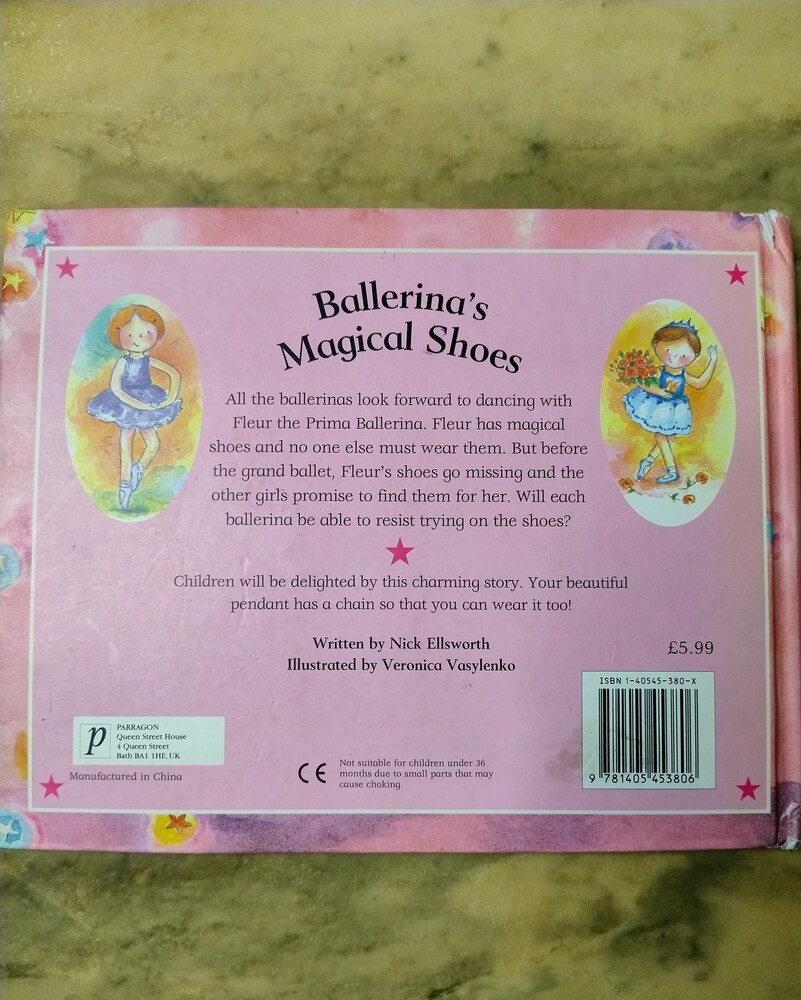 Ballerina's
Magical Shoes
All the ballerinas look forward to dancing with
Fleur the Prima Ballerina. Fleur has magical
shoes and no one else must wear them. But before
the grand ballet, Fleur's shoes go missing and the
other girls promise to find them for her. Will each
ballerina be able to resist trying on the shoes?
Children will be delighted by this charming story. Your beautiful
pendant has a chain so that you can wear it too!
Written by Nick Ellsworth
Illustrated by Veronica Vasylenko
£5.99
ISBN 1-40545-380-X
9 781405 453806
p
PARRAGON
Queen Street House
4 Queen Street
Bath BA1 1HE, UK
Manufactured in China
CE
Not suitable for children under 36
months due to small parts that may
cause choking.